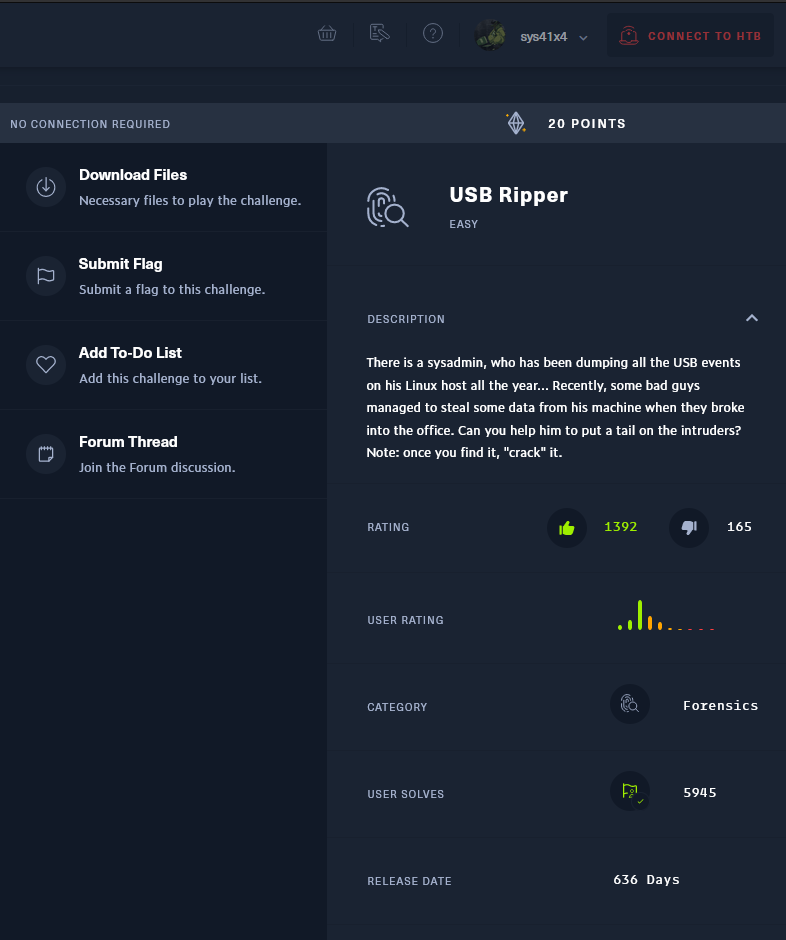 sys41x4
CONNECT TO HTB
NO CONNECTION REQUIRED
20 POINTS
Download Files
Necessary files to play the challenge.
Submit Flag
Submit a flag to this challenge.
Add To-Do List
Add this challenge to your list.
Forum Thread
Join the Forum discussion.
USB Ripper
EASY
DESCRIPTION
There is a sysadmin, who has been dumping all the USB events
on his Linux host all the year... Recently, some bad guys
managed to steal some data from his machine when they broke
into the office. Can you help him to put a tail on the intruders?
Note: once you find it, "crack" it.
RATING
1392
165
USER RATING
CATEGORY
Forensics
USER SOLVES
5945
RELEASE DATE
636 Days